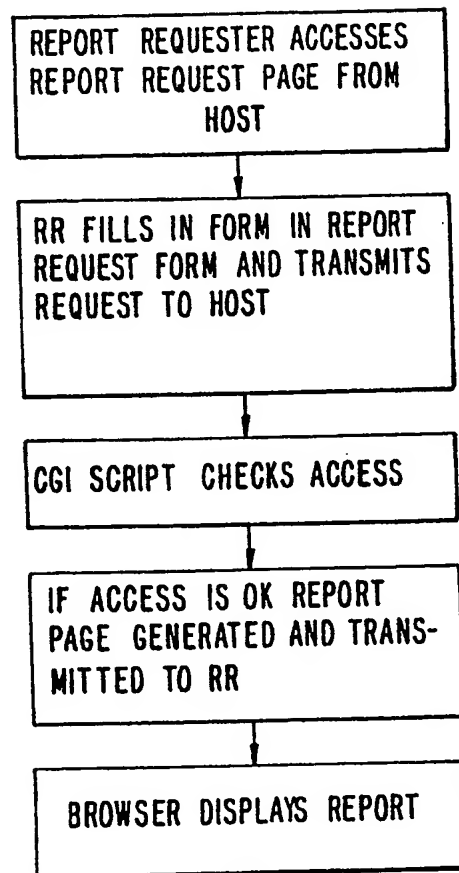 REPORT REQUESTER ACCESSES
REPORT REQUEST PAGE FROM
HOST
RR FILLS IN FORM IN REPORT
REQUEST FORM AND TRANSMITS
REQUEST TO HOST
CGI SCRIPT CHECKS ACCESS
IF ACCESS IS OK REPORT
PAGE GENERATED AND TRANS-
MITTED TO RR
BROWSER DISPLAYS REPORT